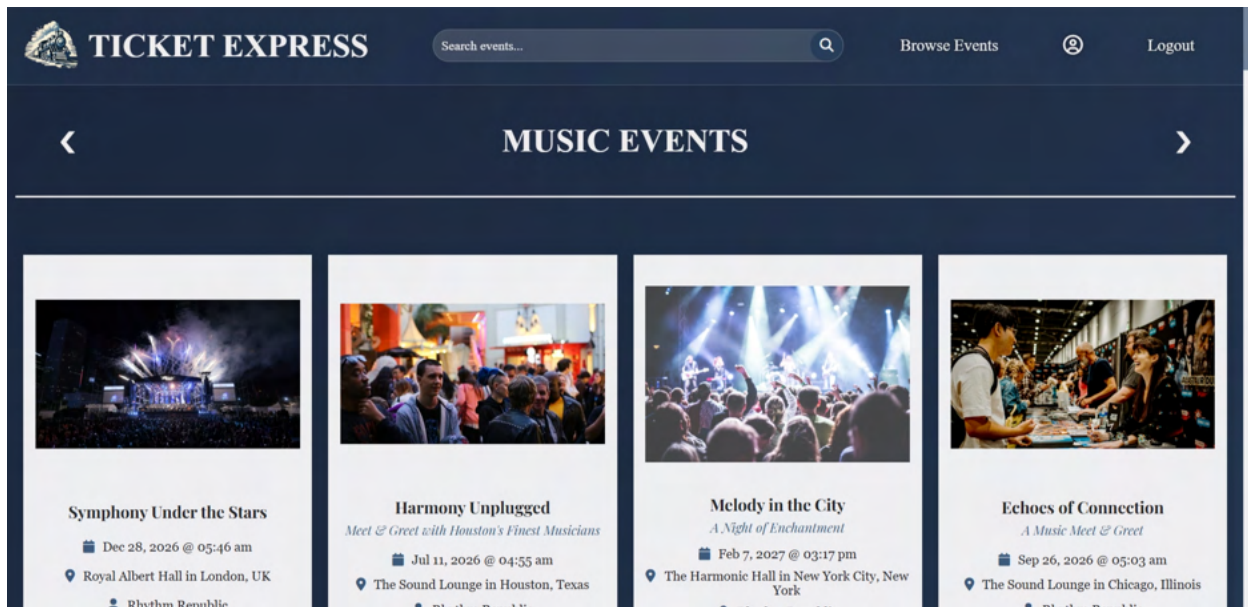 TICKET EXPRESS
Search events...
Browse Events
Logout
MUSIC EVENTS
Symphony Under the Stars
Dec 28, 2026 @ 05:46 am
Royal Albert Hall in London, UK
Rhythm Republic
Harmony Unplugged
Meet & Greet with Houston's Finest Musicians
Jul 11, 2026 @ 04:55 am
The Sound Lounge in Houston, Texas
Melody in the City
A Night of Enchantment
Feb 7, 2027 @ 03:17 pm
The Harmonic Hall in New York City, New
York
Echoes of Connection
A Music Meet & Greet
Sep 26, 2026 @ 05:03 am
The Sound Lounge in Chicago, Illinois